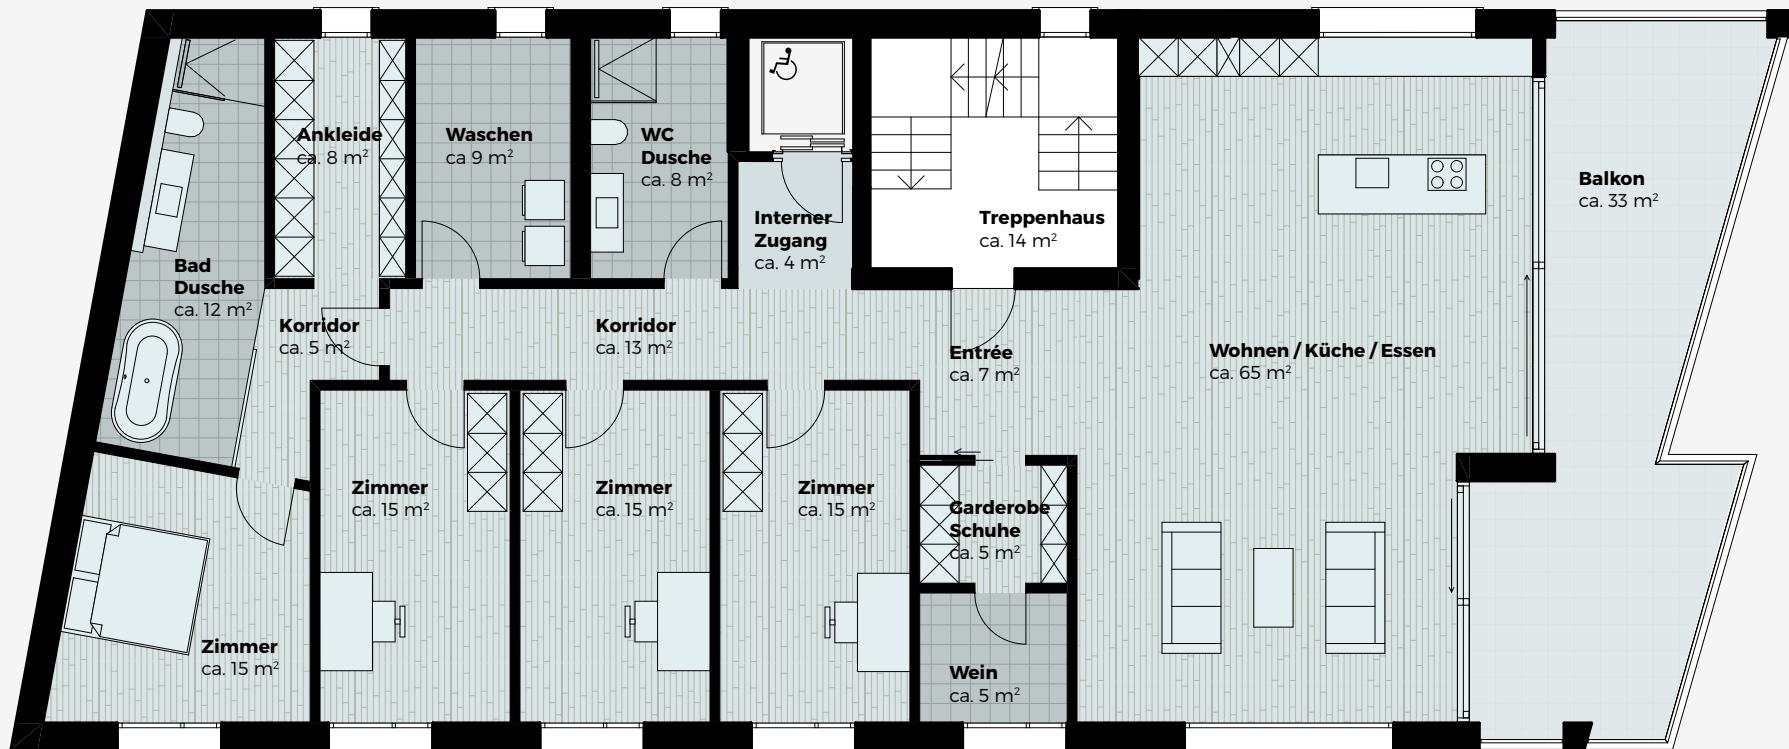 Ankleide
ca. 8 m²
Waschen
ca 9 m²
WC
Dusche
ca. 8 m²
Interner
Zugang
ca. 4 m²
Treppenhaus
ca. 14 m²
Balkon
ca. 33 m²
Bad
Dusche
ca. 12 m²
Korridor
ca. 5 m²
Korridor
ca. 13 m²
Entrée
ca. 7 m²
Wohnen / Küche / Essen
ca. 65 m²
Zimmer
ca. 15 m²
Zimmer
ca. 15 m²
Zimmer
ca. 15 m²
Garderobe
Schuhe
ca. 5 m²
Zimmer
ca. 15 m²
Wein
ca. 5 m²